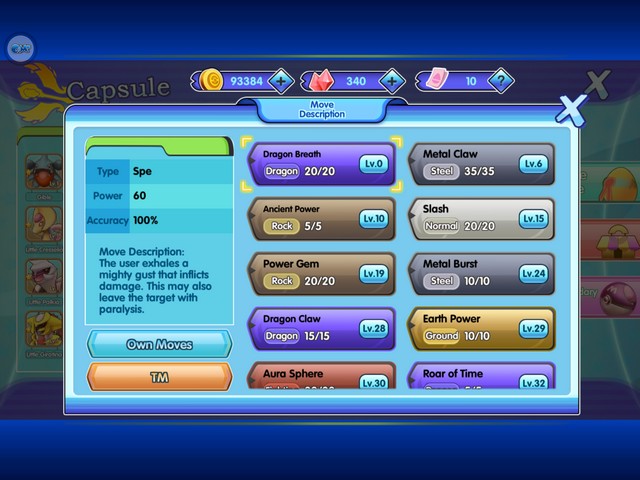 Capsule
93384
340
10
?
Move
Description
Type Spe
Power 60
Accuracy 100%
Move Description:
The user exhales a
mighty gust that inflicts
damage. This may also
leave the target with
paralysis.
Own Moves
TM
Dragon Breath
Dragon 20/20
Lv.0
Metal Claw
Steel 35/35
Lv.6
Ancient Power
Rock 5/5
Lv.10
Slash
Normal 20/20
Lv.15
Power Gem
Rock 20/20
Lv.19
Metal Burst
Steel 10/10
Lv.24
Dragon Claw
Dragon 15/15
Lv.28
Earth Power
Ground 10/10
Lv.29
Aura Sphere
Lv.30
Roar of Time
Lv.32